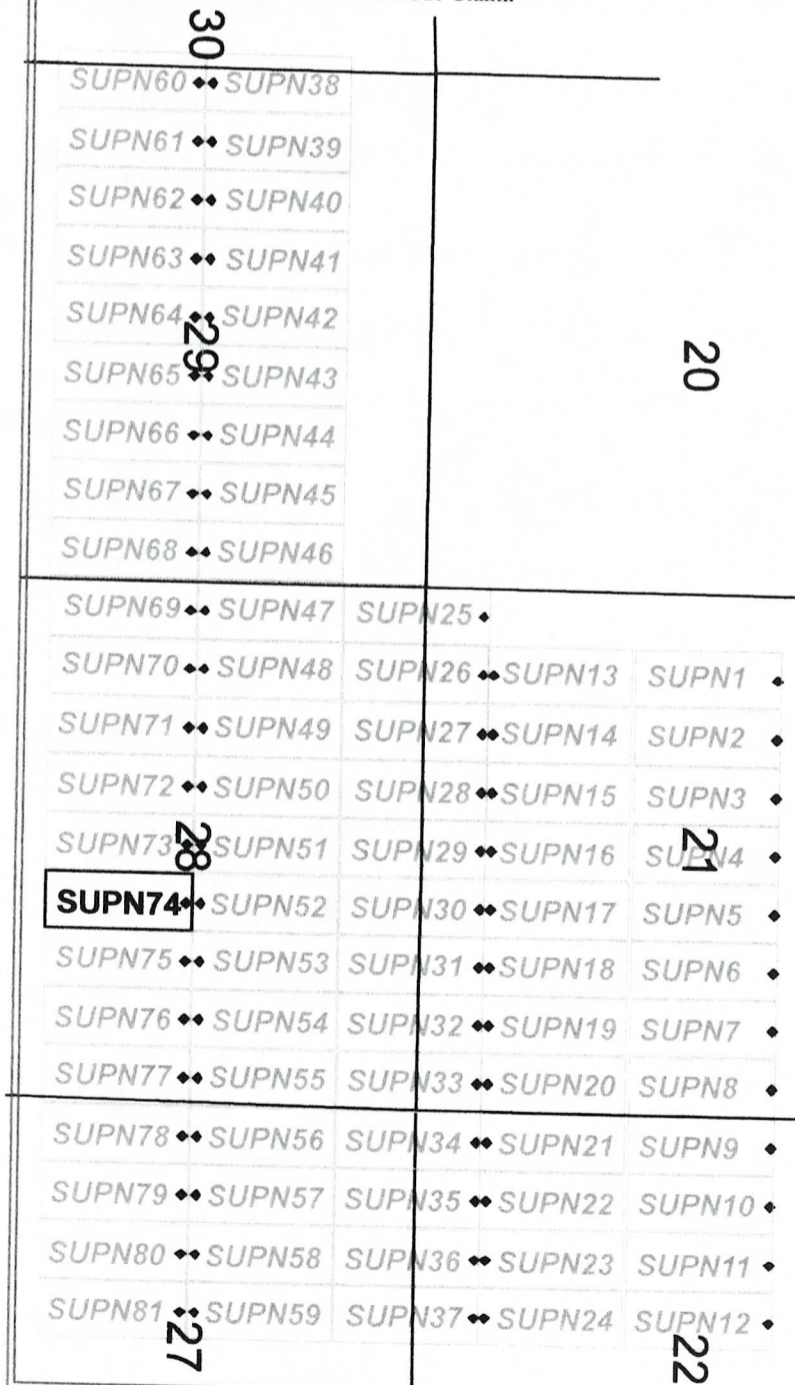 30
SUPN60 SUPN38
SUPN61 SUPN39
SUPN62 SUPN40
SUPN63 SUPN41
SUPN64 SUPN42
29
20
SUPN65 SUPN43
SUPN66 SUPN44
SUPN67 SUPN45
SUPN68 SUPN46
SUPN69 SUPN47 SUPN25
SUPN70 SUPN48 SUPN26 SUPN13 SUPN1
SUPN71 SUPN49 SUPN27 SUPN14 SUPN2
SUPN72 SUPN50 SUPN28 SUPN15 SUPN3
SUPN73 SUPN51 SUPN29 SUPN16 SUPN4
28
21
SUPN74 SUPN52 SUPN30 SUPN17 SUPN5
SUPN75 SUPN53 SUPN31 SUPN18 SUPN6
SUPN76 SUPN54 SUPN32 SUPN19 SUPN7
SUPN77 SUPN55 SUPN33 SUPN20 SUPN8
SUPN78 SUPN56 SUPN34 SUPN21 SUPN9
SUPN79 SUPN57 SUPN35 SUPN22 SUPN10
SUPN80 SUPN58 SUPN36 SUPN23 SUPN11
SUPN81 SUPN59 SUPN37 SUPN24 SUPN12
27
22